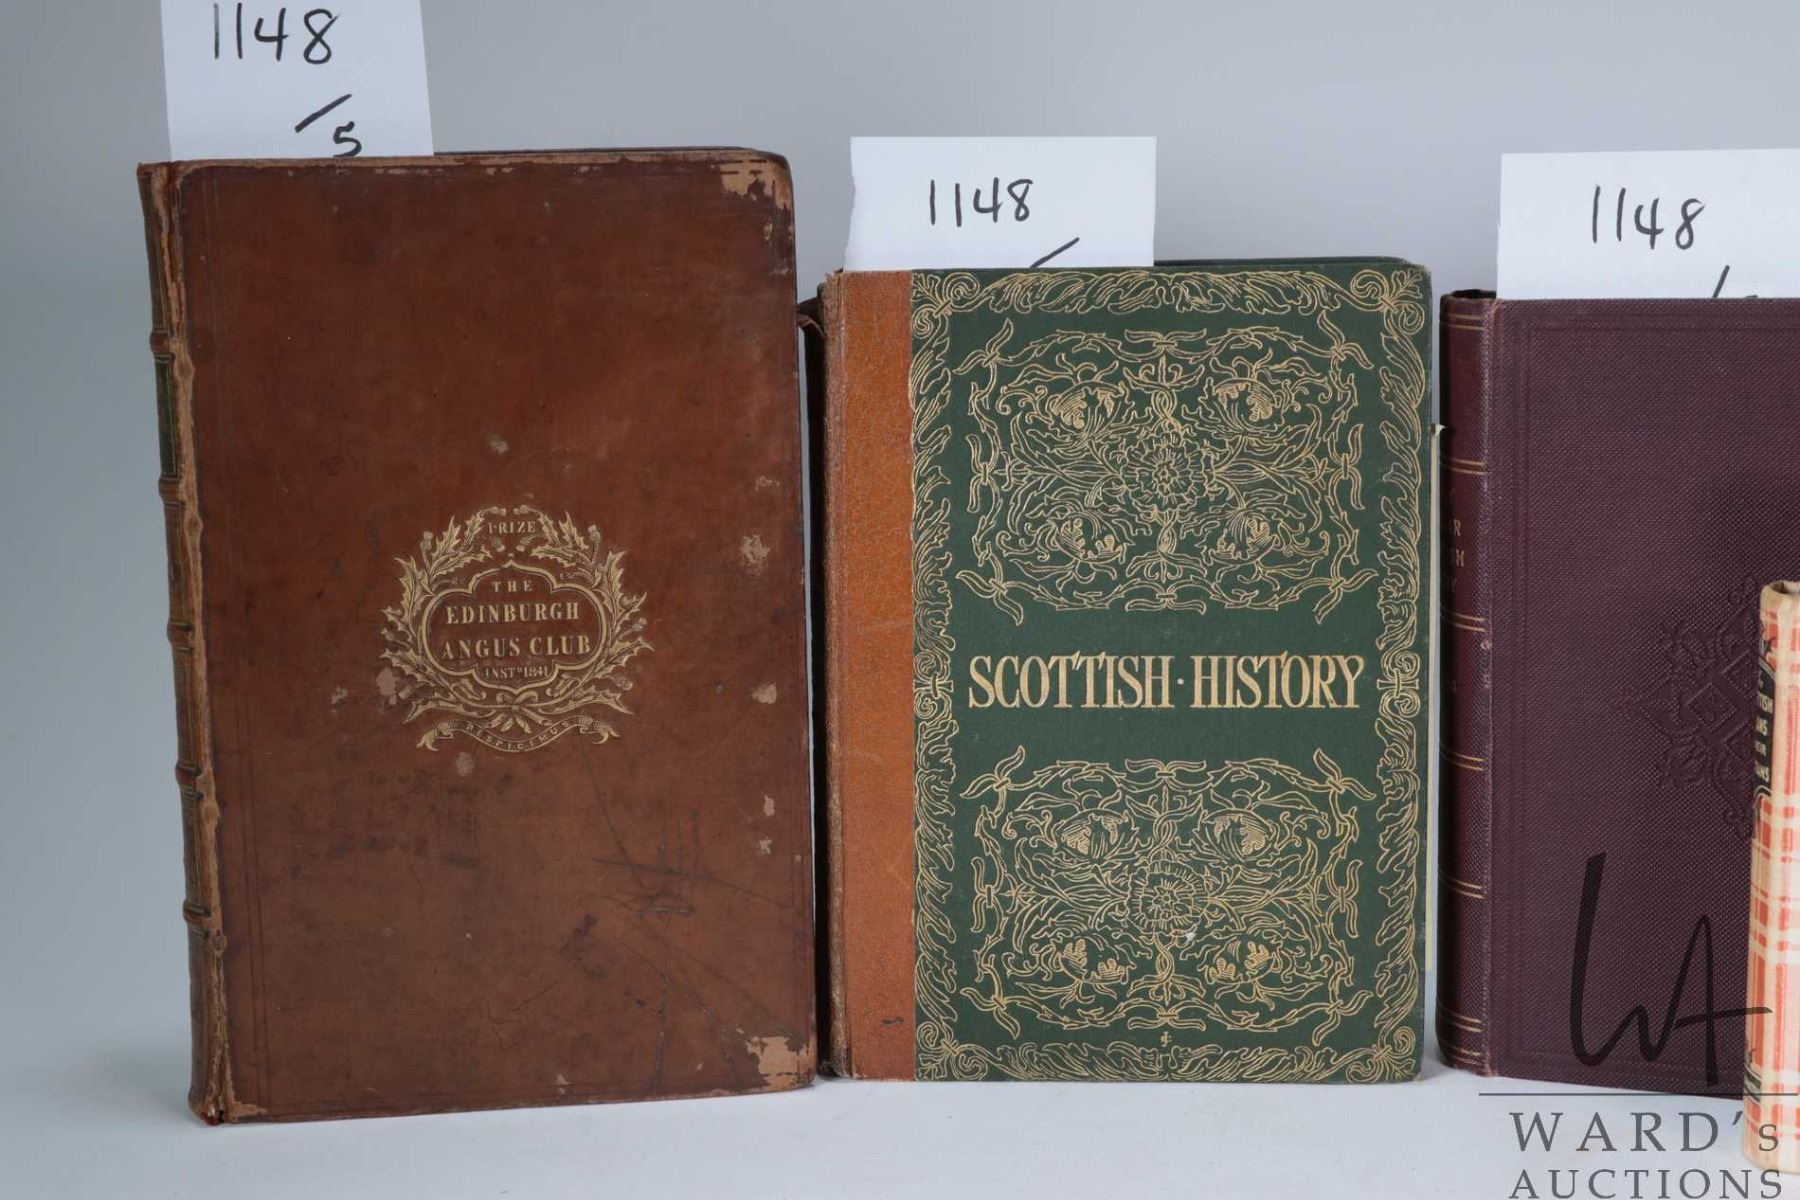 1148
/5
PRIZE
THE
EDINBURGH
ANGUS CLUB
INSTD 1841
RESPICIMUS
1148
/
SCOTTISH · HISTORY
1148
/
WARD's
AUCTIONS